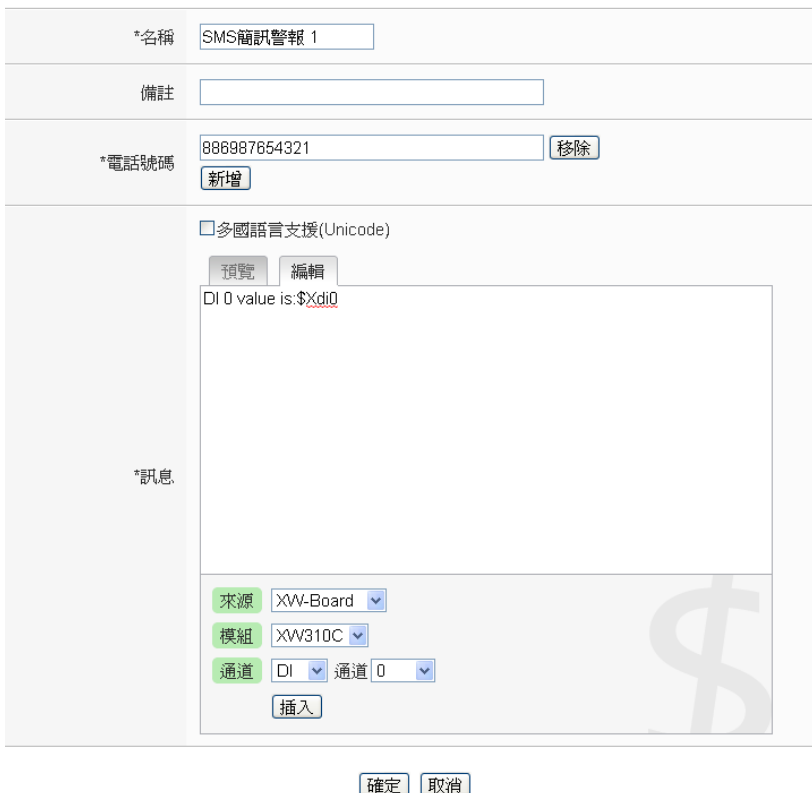 *名稱 SMS簡訊警報 1
備註
*電話號碼 886987654321 移除
新增
*訊息 多國語言支援(Unicode)
預覽 編輯
DI 0 value is:$Xdi0
來源 XW-Board
模組 XW310C
通道 DI 通道 0
插入
$
確定 取消